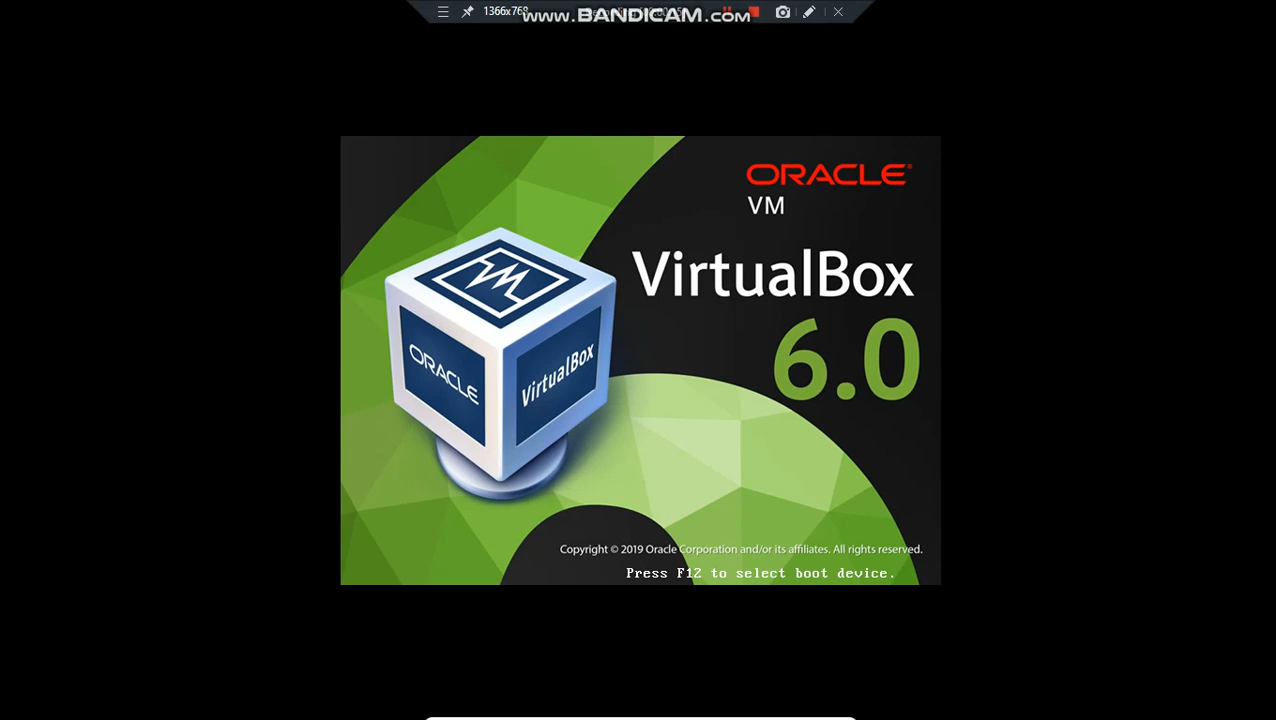 1366x768
www.BANDICAM.com
ORACLE®
VM
VirtualBox
6.0
ORACLE
VirtualBox
Copyright © 2019 Oracle Corporation and/or its affiliates. All rights reserved.
Press F12 to select boot device.